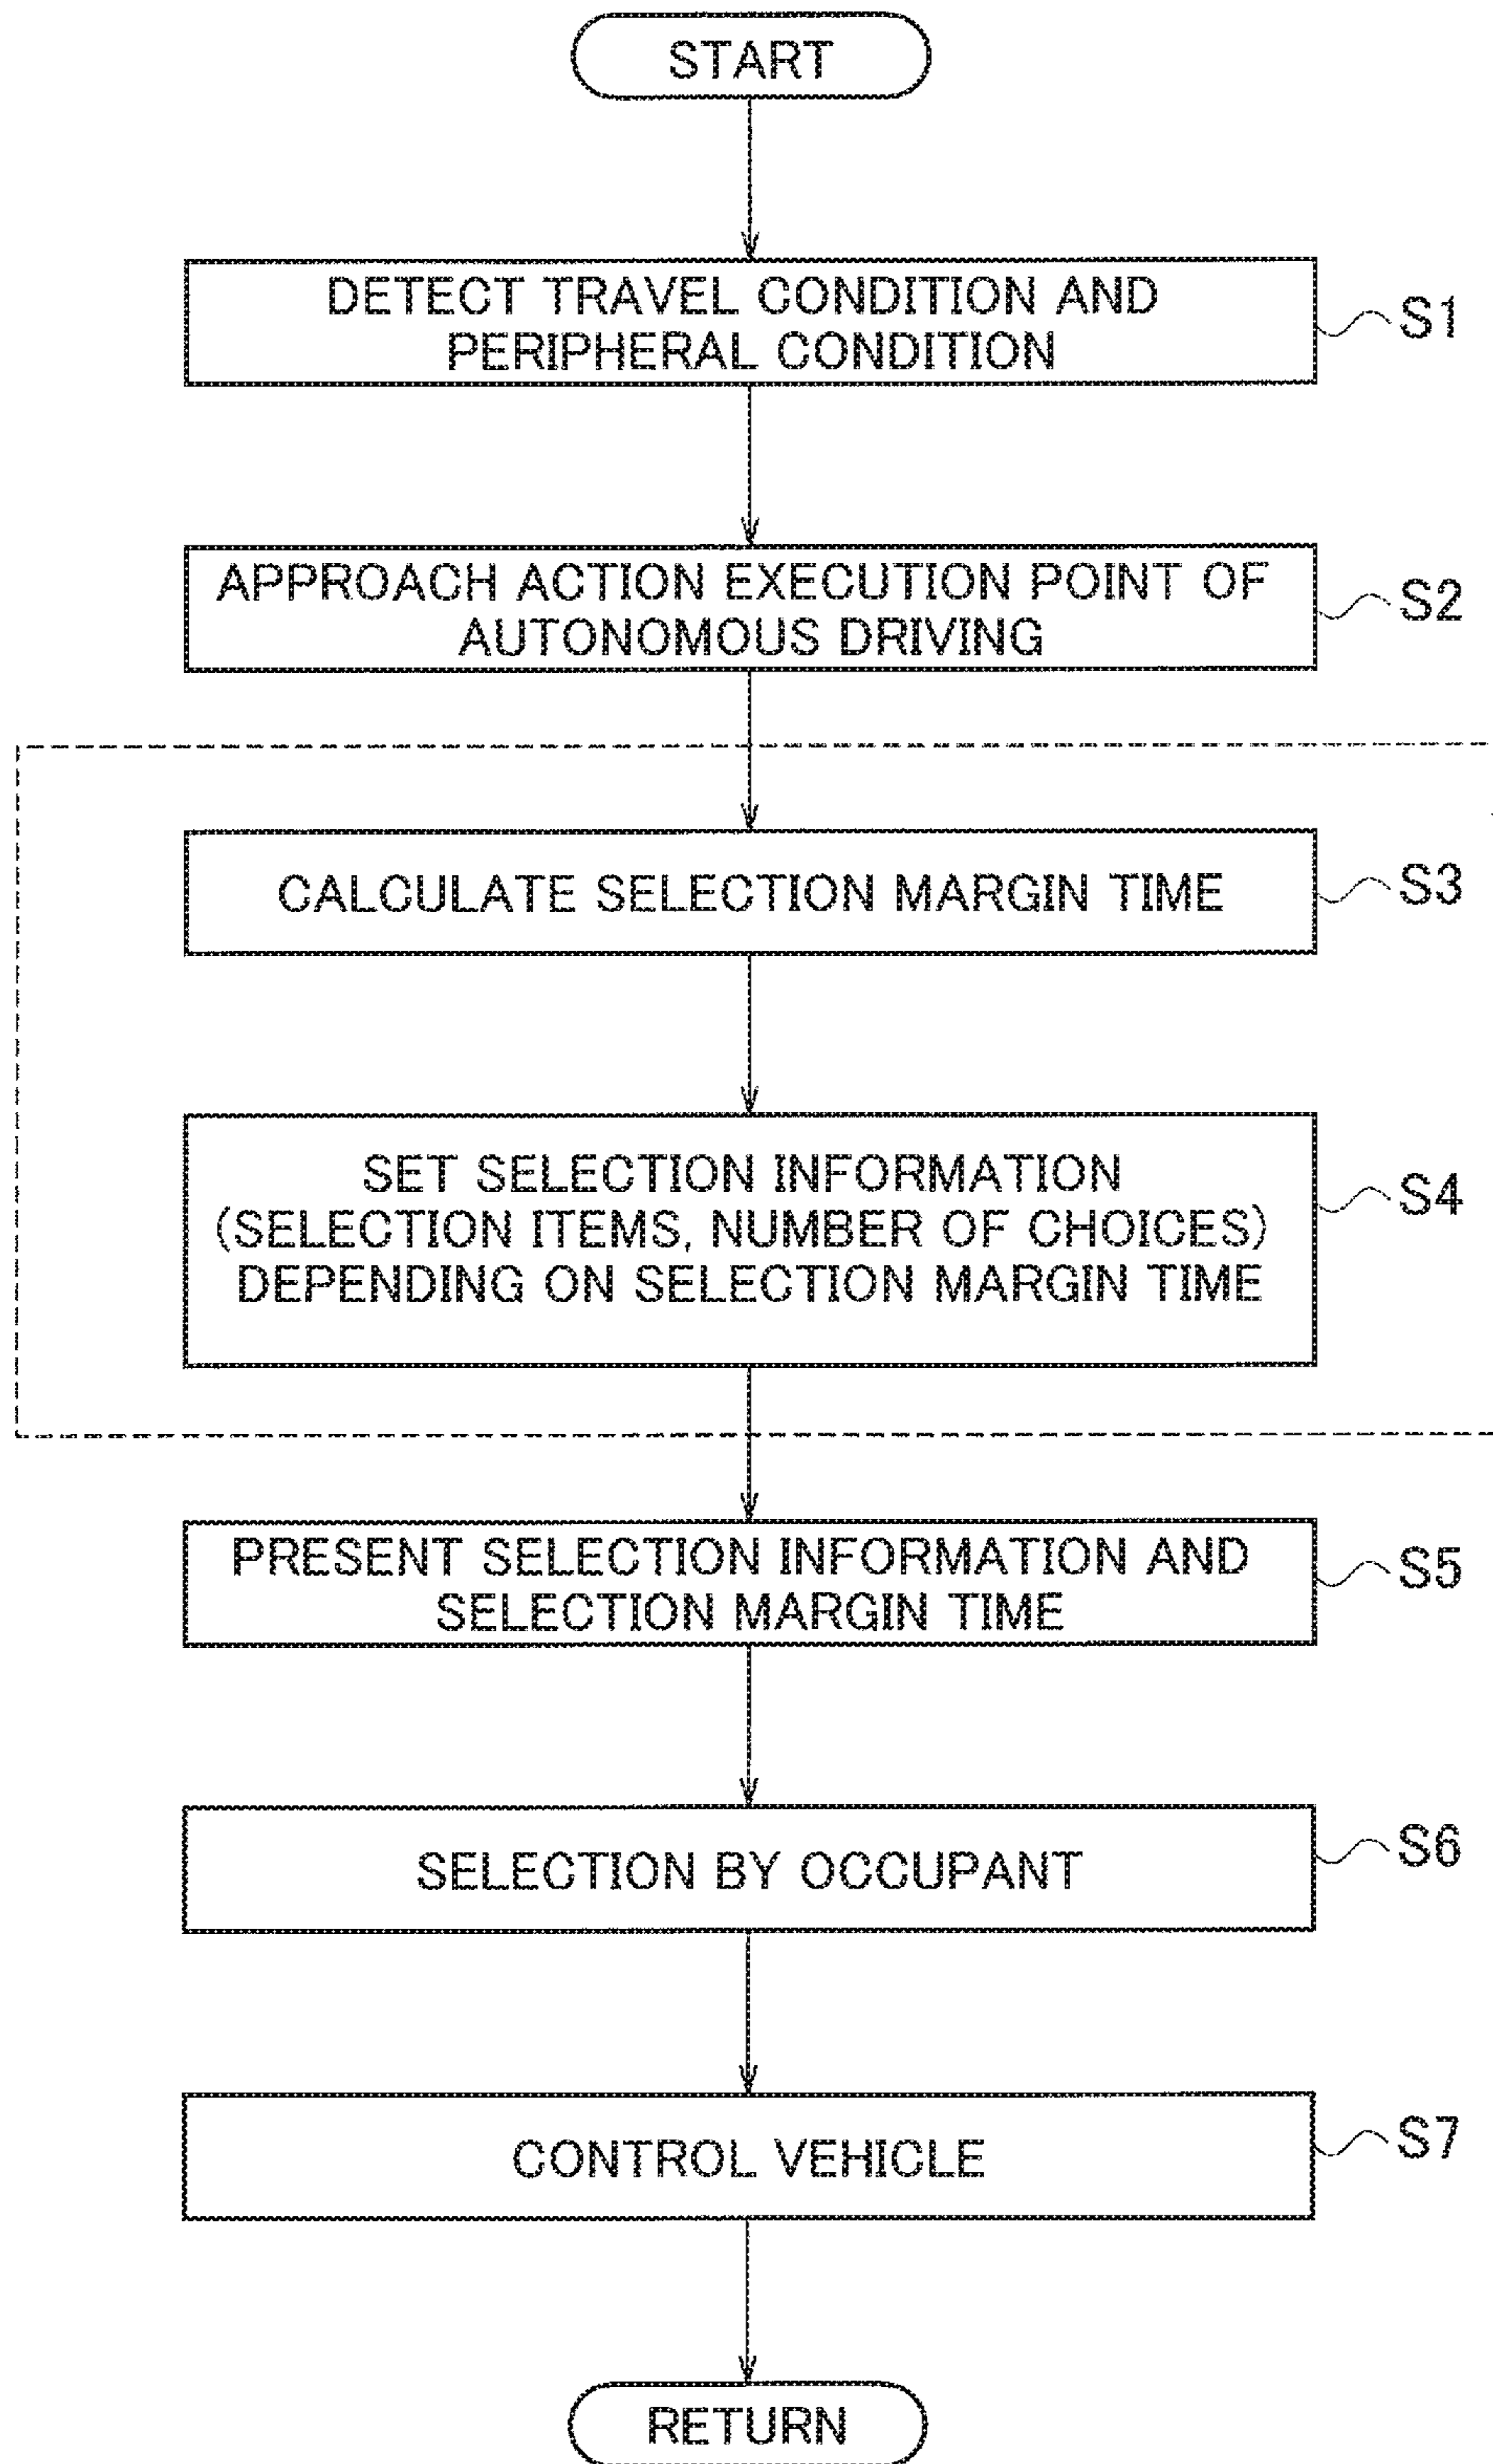 START
DETECT TRAVEL CONDITION AND
PERIPHERAL CONDITION
S1
APPROACH ACTION EXECUTION POINT OF
AUTONOMOUS DRIVING
S2
CALCULATE SELECTION MARGIN TIME
S3
SET SELECTION INFORMATION
(SELECTION ITEMS, NUMBER OF CHOICES)
DEPENDING ON SELECTION MARGIN TIME
S4
PRESENT SELECTION INFORMATION AND
SELECTION MARGIN TIME
S5
SELECTION BY OCCUPANT
S6
CONTROL VEHICLE
S7
RETURN